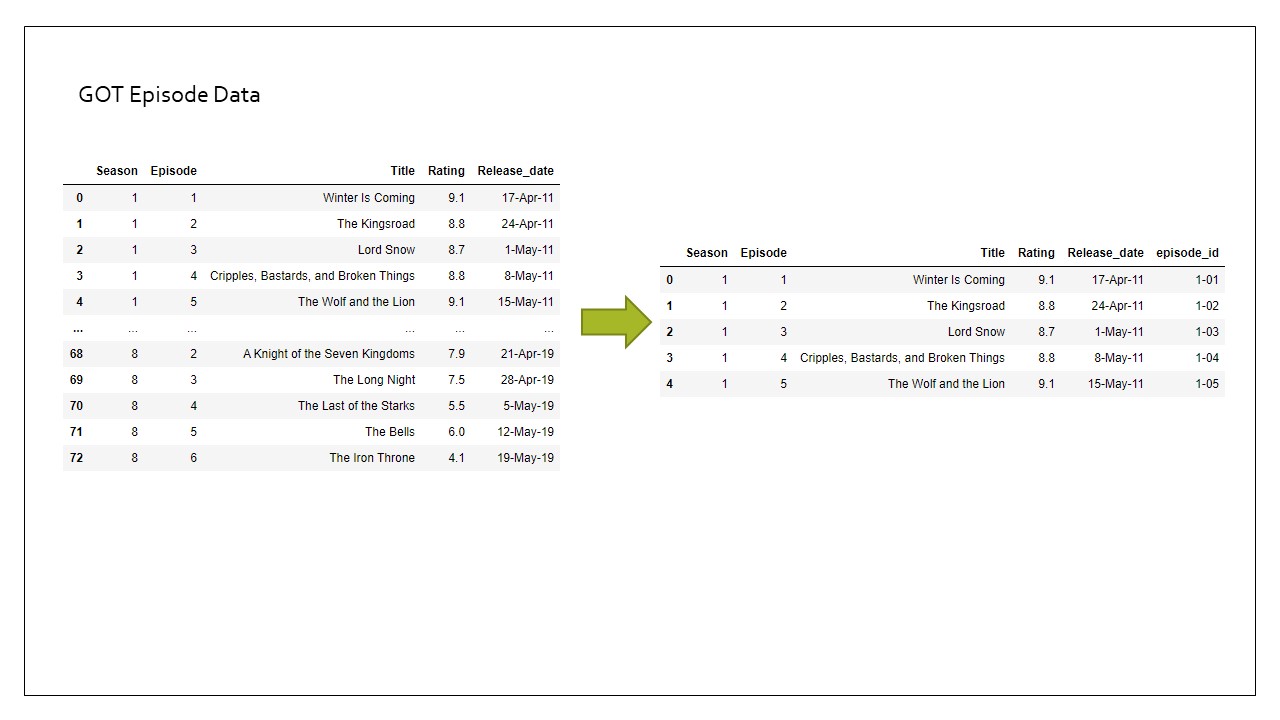 GOT Episode Data
Season Episode Title Rating Release_date
0 1 1 Winter Is Coming 9.1 17-Apr-11
1 1 2 The Kingsroad 8.8 24-Apr-11
2 1 3 Lord Snow 8.7 1-May-11
3 1 4 Cripples, Bastards, and Broken Things 8.8 8-May-11
4 1 5 The Wolf and the Lion 9.1 15-May-11
... ... ... ... ... ...
68 8 2 A Knight of the Seven Kingdoms 7.9 21-Apr-19
69 8 3 The Long Night 7.5 28-Apr-19
70 8 4 The Last of the Starks 5.5 5-May-19
71 8 5 The Bells 6.0 12-May-19
72 8 6 The Iron Throne 4.1 19-May-19
Season Episode Title Rating Release_date episode_id
0 1 1 Winter Is Coming 9.1 17-Apr-11 1-01
1 1 2 The Kingsroad 8.8 24-Apr-11 1-02
2 1 3 Lord Snow 8.7 1-May-11 1-03
3 1 4 Cripples, Bastards, and Broken Things 8.8 8-May-11 1-04
4 1 5 The Wolf and the Lion 9.1 15-May-11 1-05